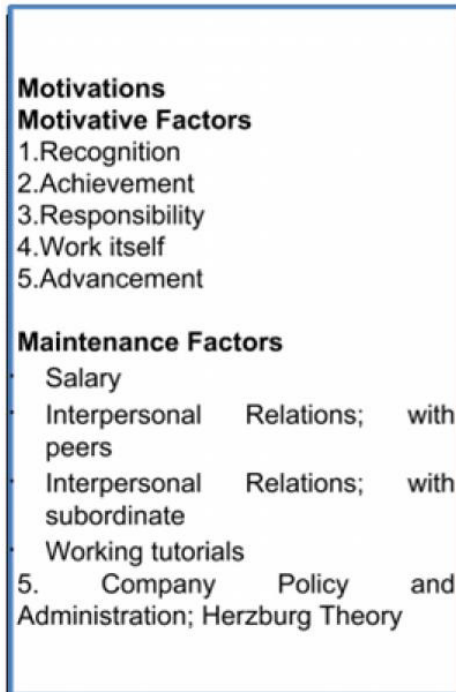 Motivations
Motivative Factors
1.Recognition
2.Achievement
3.Responsibility
4.Work itself
5.Advancement
Maintenance Factors
· Salary
· Interpersonal Relations; with
peers
· Interpersonal Relations; with
subordinate
· Working tutorials
5. Company Policy and
Administration; Herzburg Theory